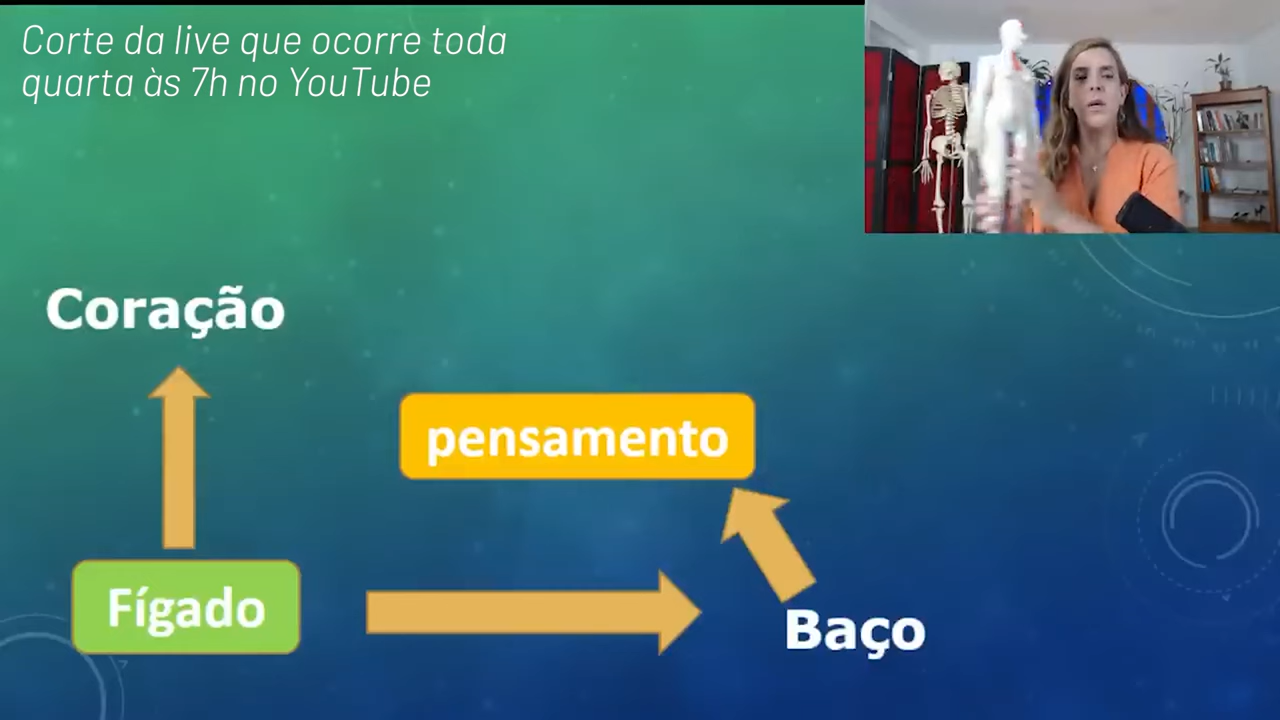 Corte da live que ocorre toda
quarta às 7h no YouTube
Coração
pensamento
Fígado
Baço